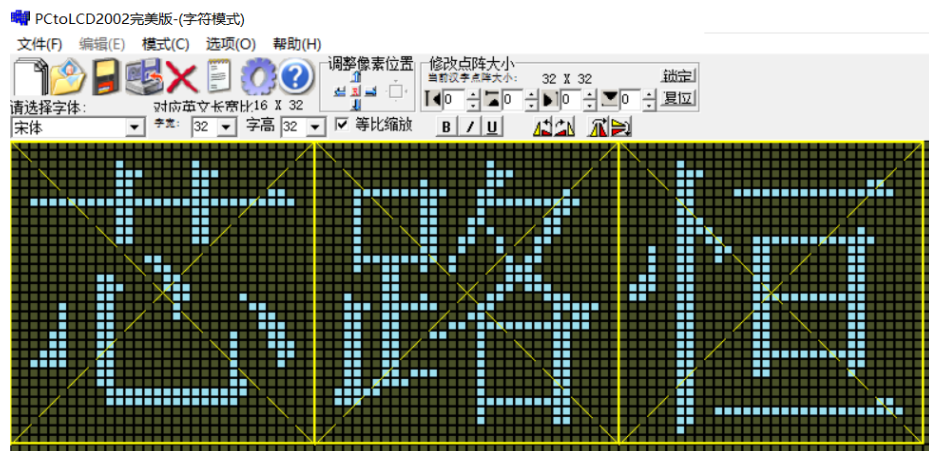 PCtoLCD2002完美版-(字符模式)
文件(F) 编辑(E) 模式(C) 选项(O) 帮助(H)
调整像素位置 修改点阵大小
当前汉字点阵大小: 32 X 32 锁定
0 0 0 0 复位
请选择字体: 对应英文长宽比16 X 32
宋体 字宽: 32 字高 32 等比缩放 B I U
芯路恒